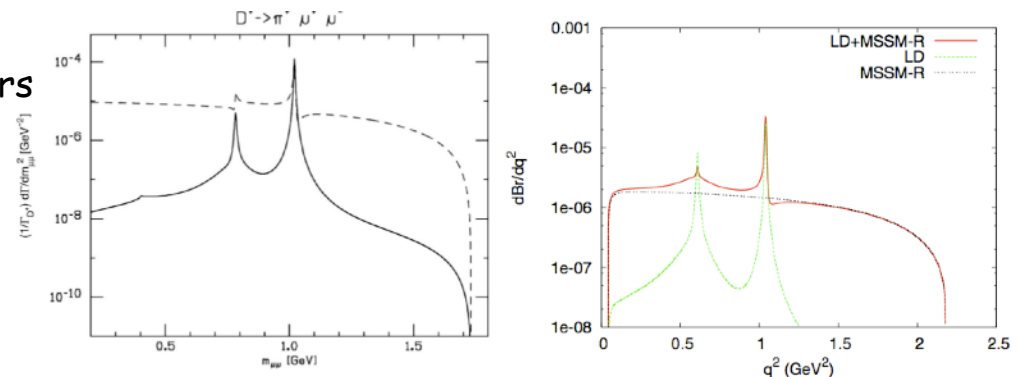 D⁺->π⁺ μ⁺ μ⁻
rs
10⁻⁴
10⁻⁶
10⁻⁸
10⁻¹⁰
(1/Γ_D⁺) dΓ/dm²_μμ [GeV⁻²]
0.5
1.0
1.5
m_μμ [GeV]
LD+MSSM-R
LD
MSSM-R
0.001
1e-04
1e-05
1e-06
1e-07
1e-08
dBr/dq²
0
0.5
1
1.5
2
2.5
q² (GeV²)